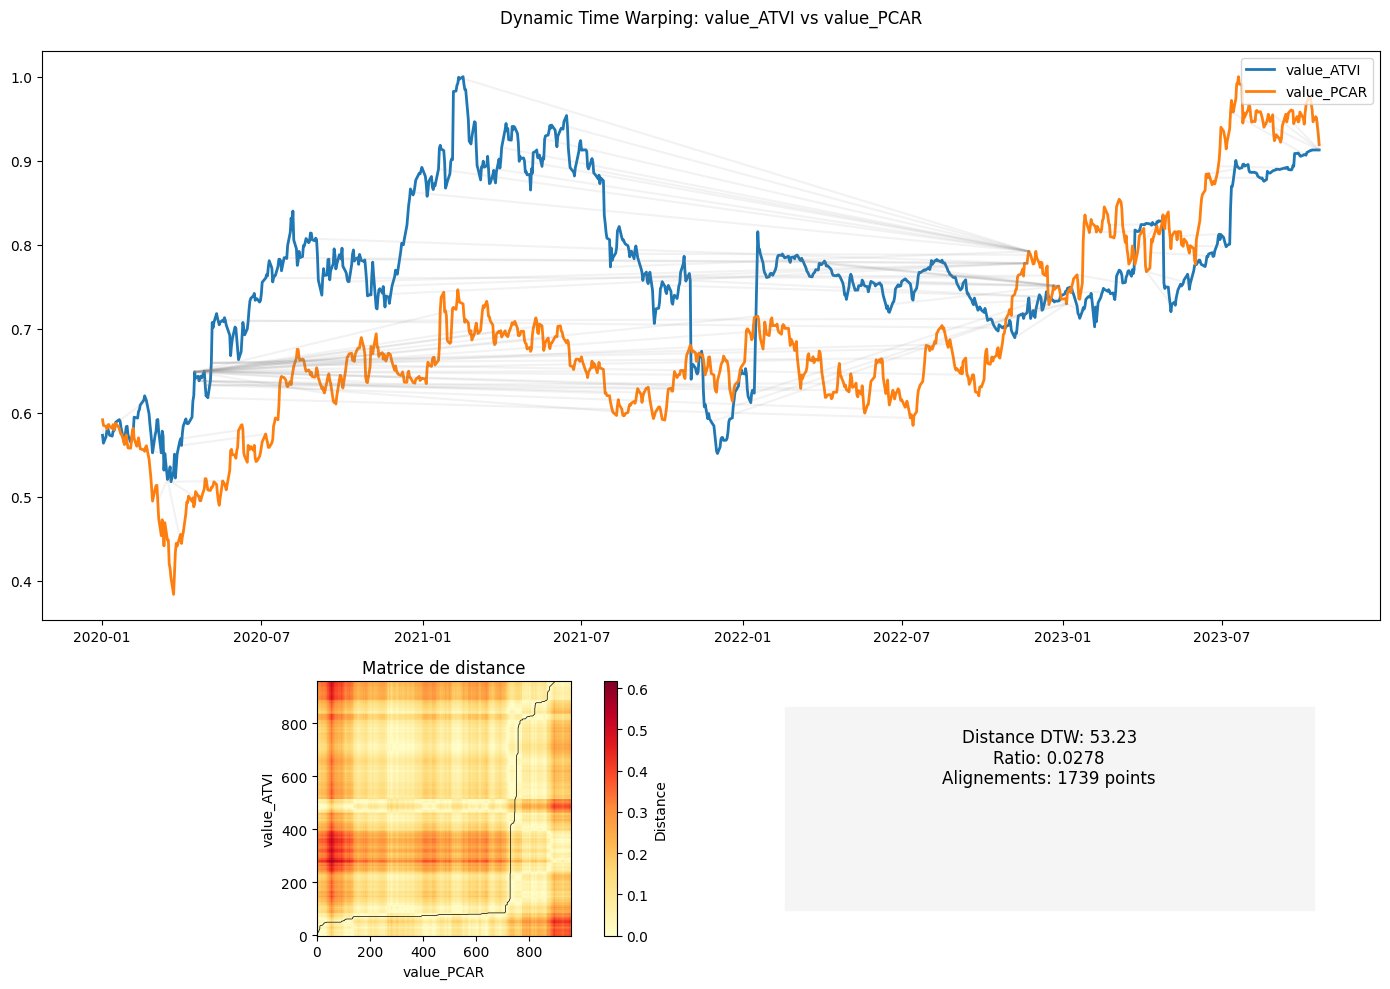 Dynamic Time Warping: value_ATVI vs value_PCAR
value_ATVI
value_PCAR
1.0
0.9
0.8
0.7
0.6
0.5
0.4
2020-01 2020-07 2021-01 2021-07 2022-01 2022-07 2023-01 2023-07
Matrice de distance
value_ATVI
800
600
400
200
0
0 200 400 600 800
value_PCAR
0.6
0.5
0.4
0.3
0.2
0.1
0.0
Distance
Distance DTW: 53.23
Ratio: 0.0278
Alignements: 1739 points